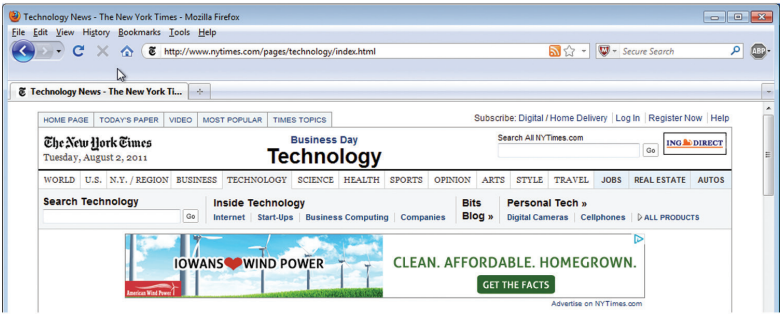 Technology News - The New York Times - Mozilla Firefox
File Edit View History Bookmarks Tools Help
http://www.nytimes.com/pages/technology/index.html Secure Search ABP
Technology News - The New York Ti...
HOME PAGE TODAY'S PAPER VIDEO MOST POPULAR TIMES TOPICS Subscribe: Digital / Home Delivery Log In Register Now Help
The New York Times Business Day Search All NYTimes.com
Tuesday, August 2, 2011 Technology Go ING DIRECT
WORLD U.S. N.Y. / REGION BUSINESS TECHNOLOGY SCIENCE HEALTH SPORTS OPINION ARTS STYLE TRAVEL JOBS REAL ESTATE AUTOS
Search Technology Inside Technology Bits Personal Tech »
Go Internet Start-Ups Business Computing Companies Blog » Digital Cameras Cellphones ALL PRODUCTS
IOWANS WIND POWER CLEAN. AFFORDABLE. HOMEGROWN.
American Wind Power GET THE FACTS
Advertise on NYTimes.com